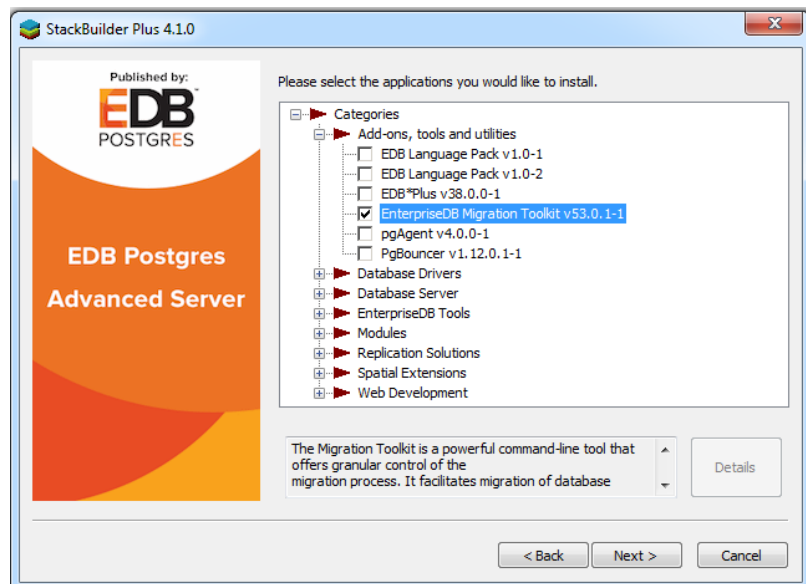 StackBuilder Plus 4.1.0
Published by:
EDB
POSTGRES
EDB Postgres
Advanced Server
Please select the applications you would like to install.
Categories
Add-ons, tools and utilities
EDB Language Pack v1.0-1
EDB Language Pack v1.0-2
EDB*Plus v38.0.0-1
EnterpriseDB Migration Toolkit v53.0.1-1
pgAgent v4.0.0-1
PgBouncer v1.12.0.1-1
Database Drivers
Database Server
EnterpriseDB Tools
Modules
Replication Solutions
Spatial Extensions
Web Development
The Migration Toolkit is a powerful command-line tool that
offers granular control of the
migration process. It facilitates migration of database
Details
< Back
Next >
Cancel